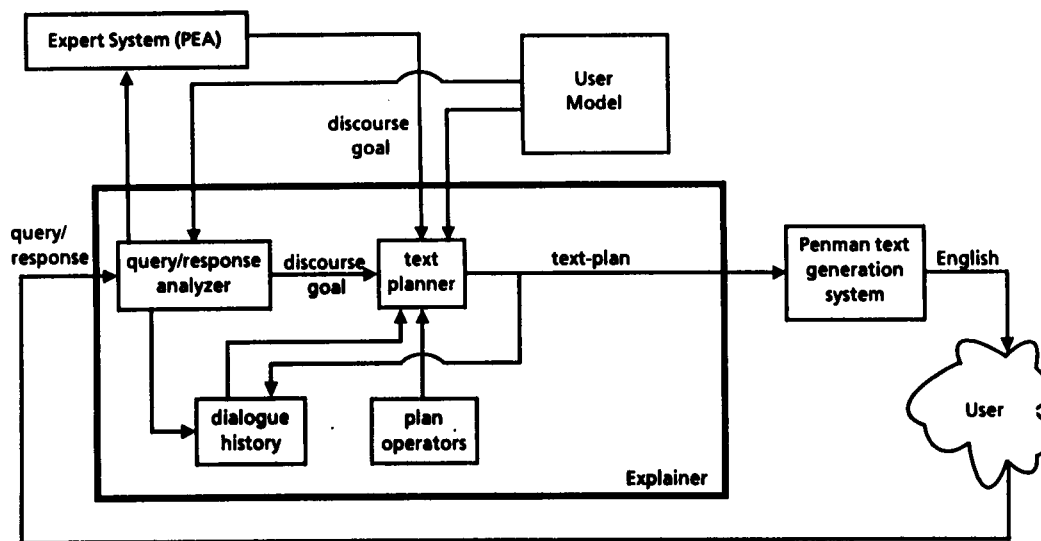 Expert System (PEA)
User
Model
discourse
goal
query/
response
query/response
analyzer
discourse
goal
text
planner
text-plan
Penman text
generation
system
English
User
dialogue
history
plan
operators
Explainer